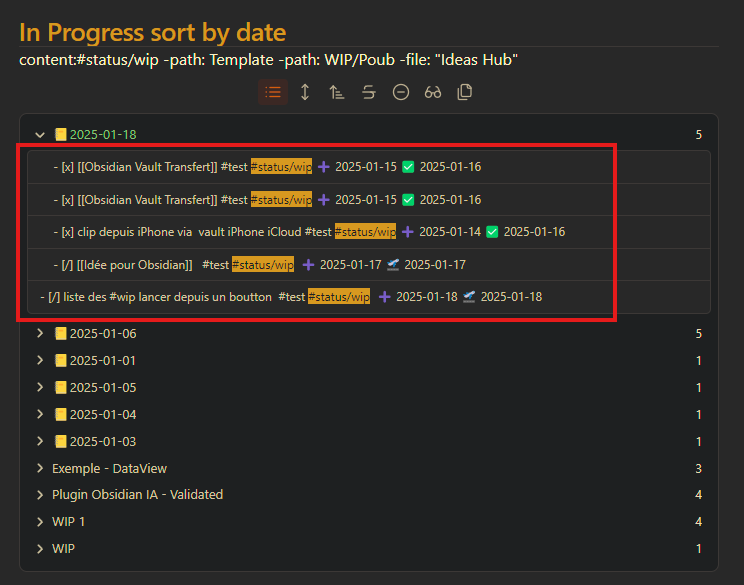 In Progress sort by date
content:#status/wip -path: Template -path: WIP/Poub -file: "Ideas Hub"
2025-01-18 5
- [x] [[Obsidian Vault Transfert]] #test #status/wip ➕ 2025-01-15 ✅ 2025-01-16
- [x] [[Obsidian Vault Transfert]] #test #status/wip ➕ 2025-01-15 ✅ 2025-01-16
- [x] clip depuis iPhone via vault iPhone iCloud #test #status/wip ➕ 2025-01-14 ✅ 2025-01-16
- [/] [[Idée pour Obsidian]] #test #status/wip ➕ 2025-01-17 🛫 2025-01-17
- [/] liste des #wip lancer depuis un boutton #test #status/wip ➕ 2025-01-18 🛫 2025-01-18
2025-01-06 5
2025-01-01 1
2025-01-05 1
2025-01-04 1
2025-01-03 1
Exemple - DataView 3
Plugin Obsidian IA - Validated 4
WIP 1 4
WIP 1